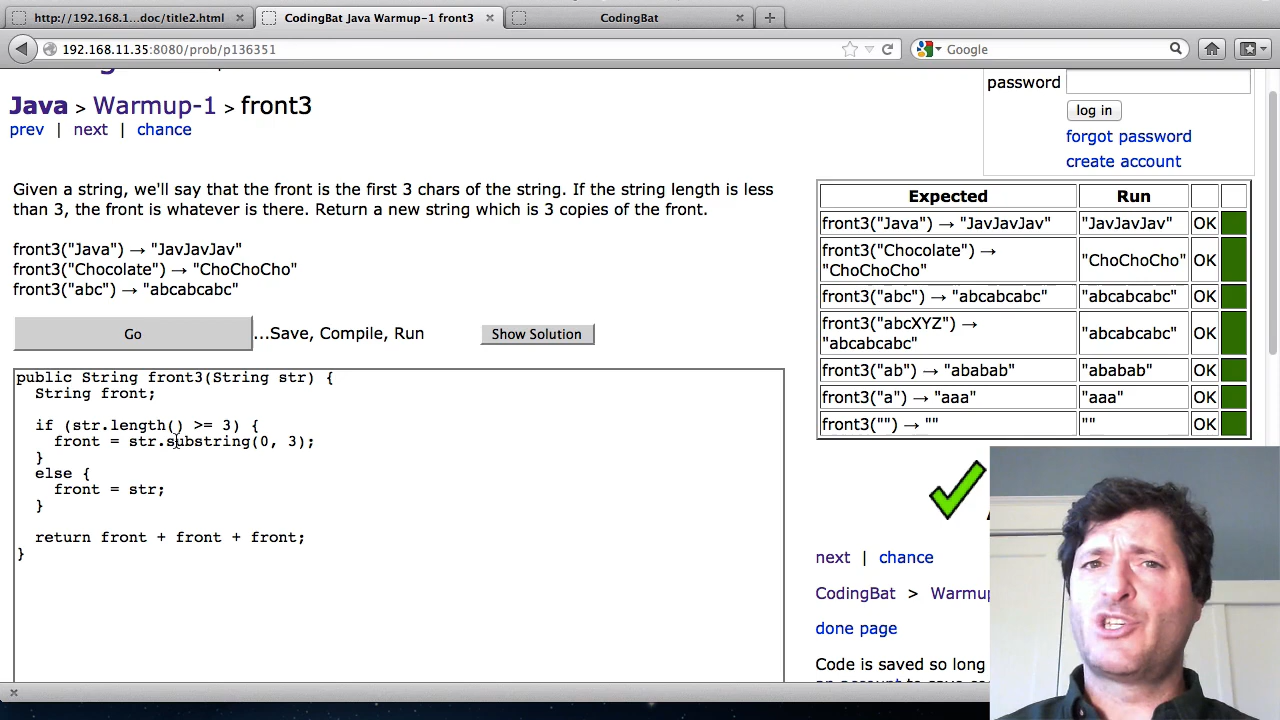 http://192.168.1...doc/title2.html
CodingBat Java Warmup-1 front3
CodingBat
192.168.11.35:8080/prob/p136351
Google
Java > Warmup-1 > front3
prev | next | chance
password
log in
forgot password
create account
Given a string, we'll say that the front is the first 3 chars of the string. If the string length is less
than 3, the front is whatever is there. Return a new string which is 3 copies of the front.
front3("Java") → "JavJavJav"
front3("Chocolate") → "ChoChoCho"
front3("abc") → "abcabcabc"
Go ...Save, Compile, Run Show Solution
public String front3(String str) {
String front;
if (str.length() >= 3) {
front = str.substring(0, 3);
}
else {
front = str;
}
return front + front + front;
}
Expected Run
front3("Java") → "JavJavJav" "JavJavJav" OK
front3("Chocolate") →
"ChoChoCho" "ChoChoCho" OK
front3("abc") → "abcabcabc" "abcabcabc" OK
front3("abcXYZ") →
"abcabcabc" "abcabcabc" OK
front3("ab") → "ababab" "ababab" OK
front3("a") → "aaa" "aaa" OK
front3("") → "" "" OK
next | chance
CodingBat > Warmup
done page
Code is saved so long